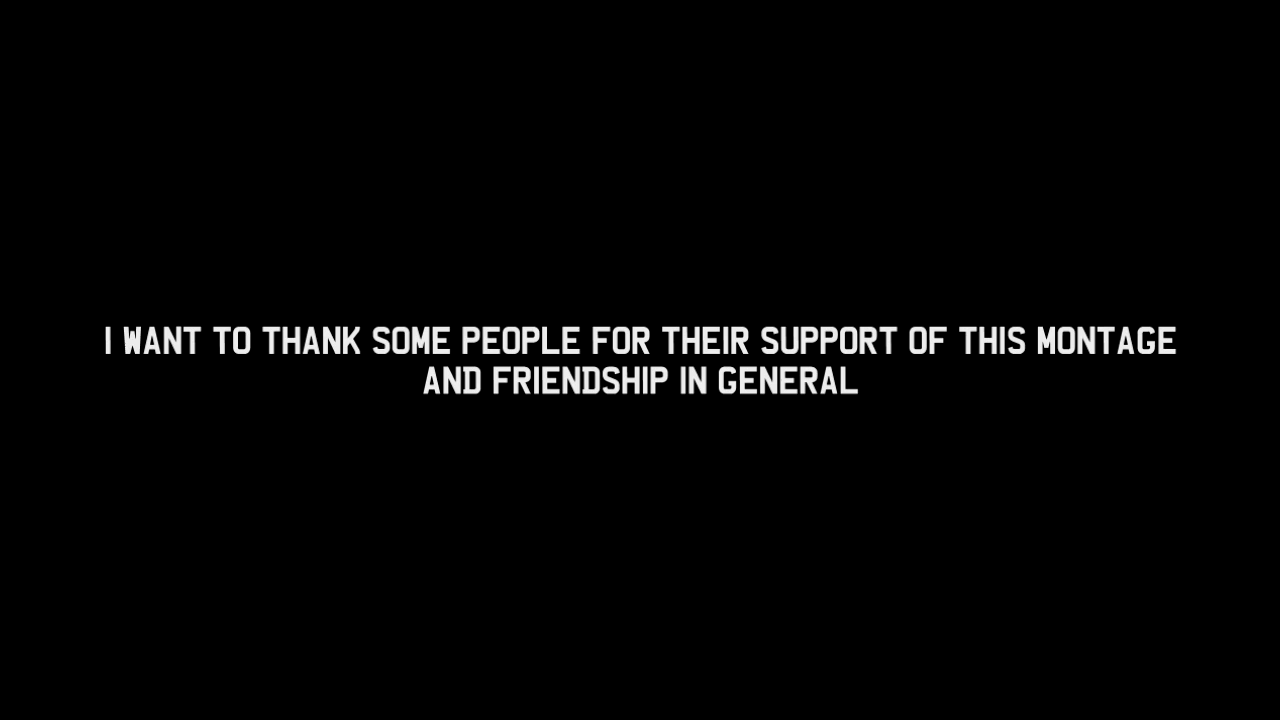 I WANT TO THANK SOME PEOPLE FOR THEIR SUPPORT OF THIS MONTAGE
AND FRIENDSHIP IN GENERAL